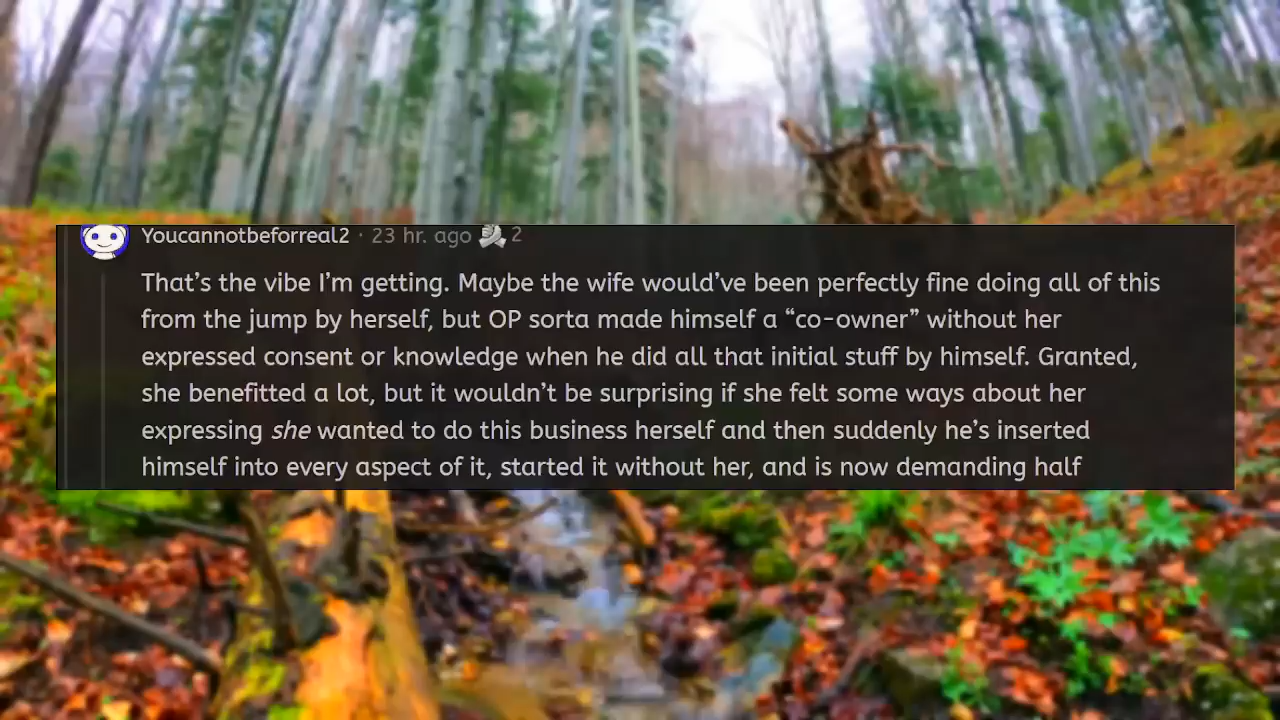 Youcannotbeforreal2 · 23 hr. ago 2
That’s the vibe I’m getting. Maybe the wife would’ve been perfectly fine doing all of this
from the jump by herself, but OP sorta made himself a “co-owner” without her
expressed consent or knowledge when he did all that initial stuff by himself. Granted,
she benefitted a lot, but it wouldn’t be surprising if she felt some ways about her
expressing she wanted to do this business herself and then suddenly he’s inserted
himself into every aspect of it, started it without her, and is now demanding half